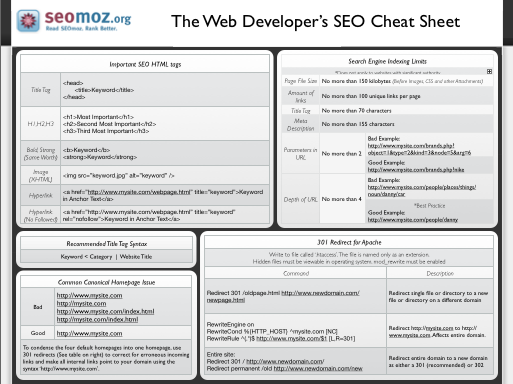 seomoz.org
Read SEOmoz. Rank Better.
The Web Developer's SEO Cheat Sheet
Important SEO HTML tags
Title Tag
<head>
<title>Keyword</title>
</head>
H1,H2,H3
<h1>Most Important</h1>
<h2>Second Most Important</h2>
<h3>Third Most Important</h3>
Bold, Strong
(Same Worth)
<b>Keyword</b>
<strong>Keyword</strong>
Image
(XHTML)
<img src="keyword.jpg" alt="keyword" />
Hyperlink
<a href="http://www.mysite.com/webpage.html" title="keyword">Keyword
in Anchor Text</a>
Hyperlink
(No Followed)
<a href="http://www.mysite.com/webpage.html" title="keyword"
rel="nofollow">Keyword in Anchor Text</a>
Search Engine Indexing Limits
*Does not apply to websites with significant authority
Page File Size
No more than 150 kilobytes (Before Images, CSS and other Attachments)
Amount of
links
No more than 100 unique links per page
Title Tag
No more than 70 characters
Meta
Description
No more than 155 characters
Parameters in
URL
No more than 2
Bad Example:
http://www.mysite.com/brands.php?
object=1&type=2&kind=3&node=5&arg=6
Good Example:
http://www.mysite.com/brands.php?nike
Depth of URL
No more than 4
Bad Example:
http://www.mysite.com/people/places/things/
noun/danny/car
*Best Practice
Good Example:
http://www.mysite.com/people/danny
Recommended Title Tag Syntax
Keyword < Category | Website Title
Common Canonical Homepage Issue
Bad
http://www.mysite.com
http://mysite.com
http://www.mysite.com/index.html
http://mysite.com/index.html
Good
http://www.mysite.com
To condense the four default homepages into one homepage, use
301 redirects (See table on right) to correct for erroneous incoming
links and make all internal links point to your domain using the
syntax 'http://www.mysite.com'.
301 Redirect for Apache
Write to file called '.htaccess'. The file is named only as an extension.
Hidden files must be viewable in operating system. mod_rewrite must be enabled
Command
Description
Redirect 301 /oldpage.html http://www.newdomain.com/
newpage.html
Redirect single file or directory to a new
file or directory on a different domain
RewriteEngine on
RewriteCond %{HTTP_HOST} ^mysite.com [NC]
RewriteRule ^(.*)$ http://www.mysite.com/$1 [L,R=301]
Redirect http://mysite.com to http://
www.mysite.com. Affects entire domain.
Entire site:
Redirect 301 / http://www.newdomain.com/
Redirect permanent /old http://www.newdomain.com/new
Redirect entire domain to a new domain
as either a 301 (recommended) or 302